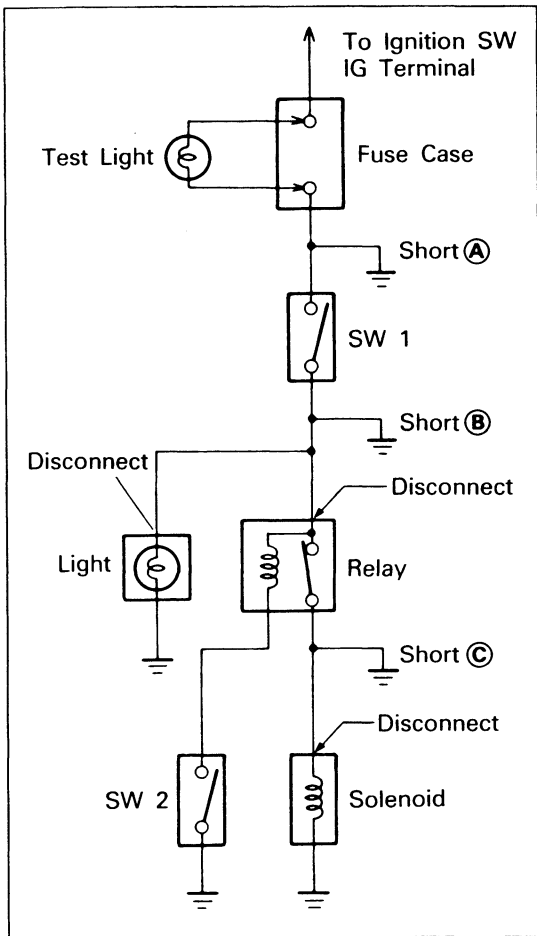 To Ignition SW
IG Terminal
Test Light
Fuse Case
Short Ⓐ
SW 1
Short Ⓑ
Disconnect
Disconnect
Light
Relay
Short Ⓒ
Disconnect
SW 2
Solenoid